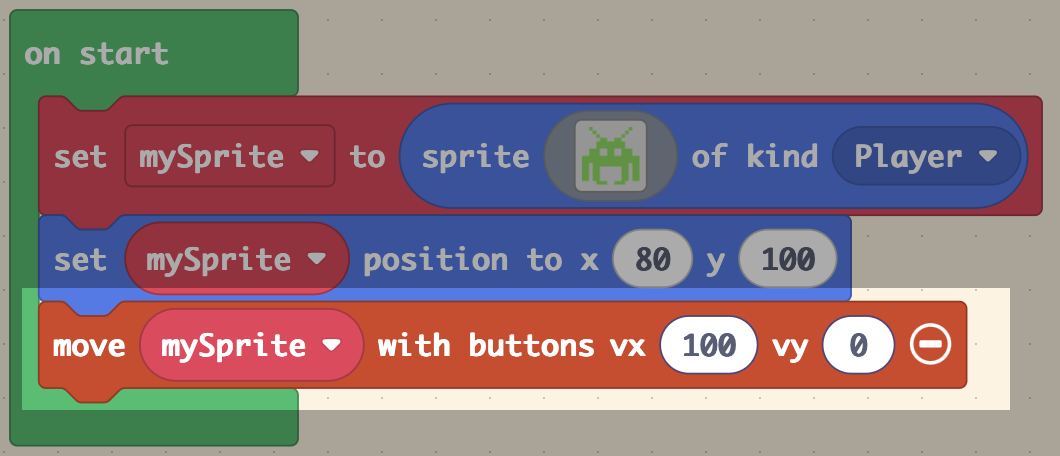 on start
set mySprite to sprite of kind Player
set mySprite position to x 80 y 100
move mySprite with buttons vx 100 vy 0